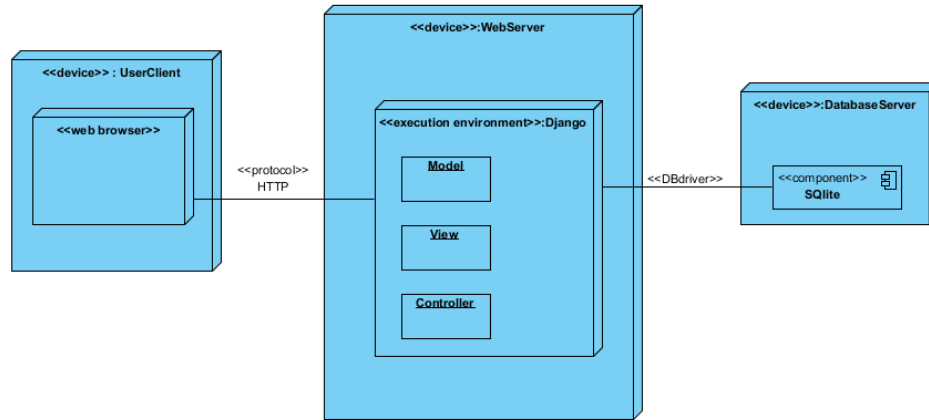 <<device>> : UserClient
<<web browser>>
<<protocol>>
HTTP
<<device>>:WebServer
<<execution environment>>:Django
Model
View
Controller
<<DBdriver>>
<<device>>:DatabaseServer
<<component>>
SQlite